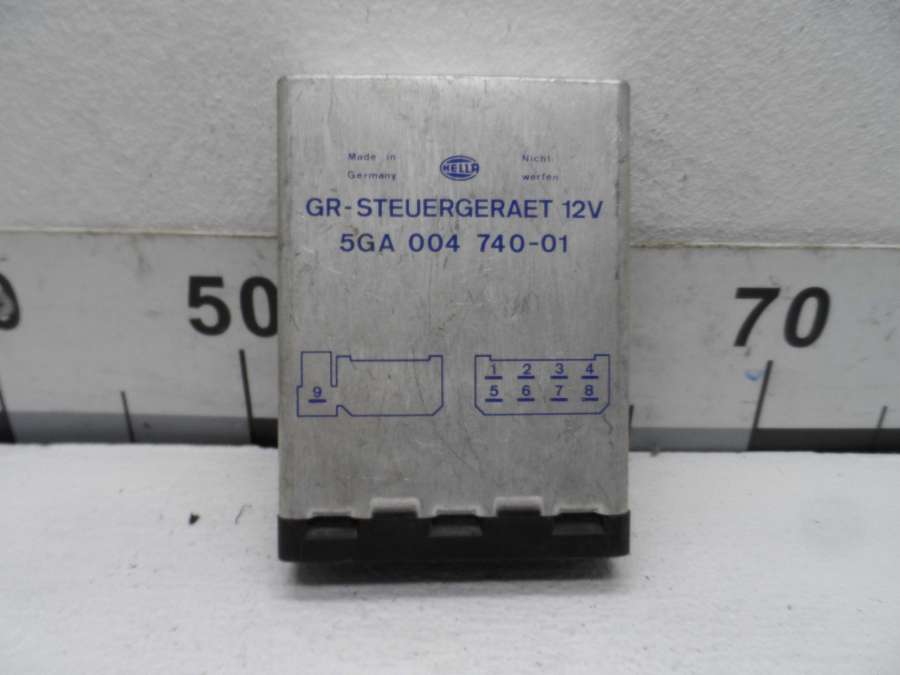 Made in
Germany
HELLA
Nicht
werfen
GR-STEUERGERAET 12V
5GA 004 740-01
50
70
9
1 2 3 4
5 6 7 8